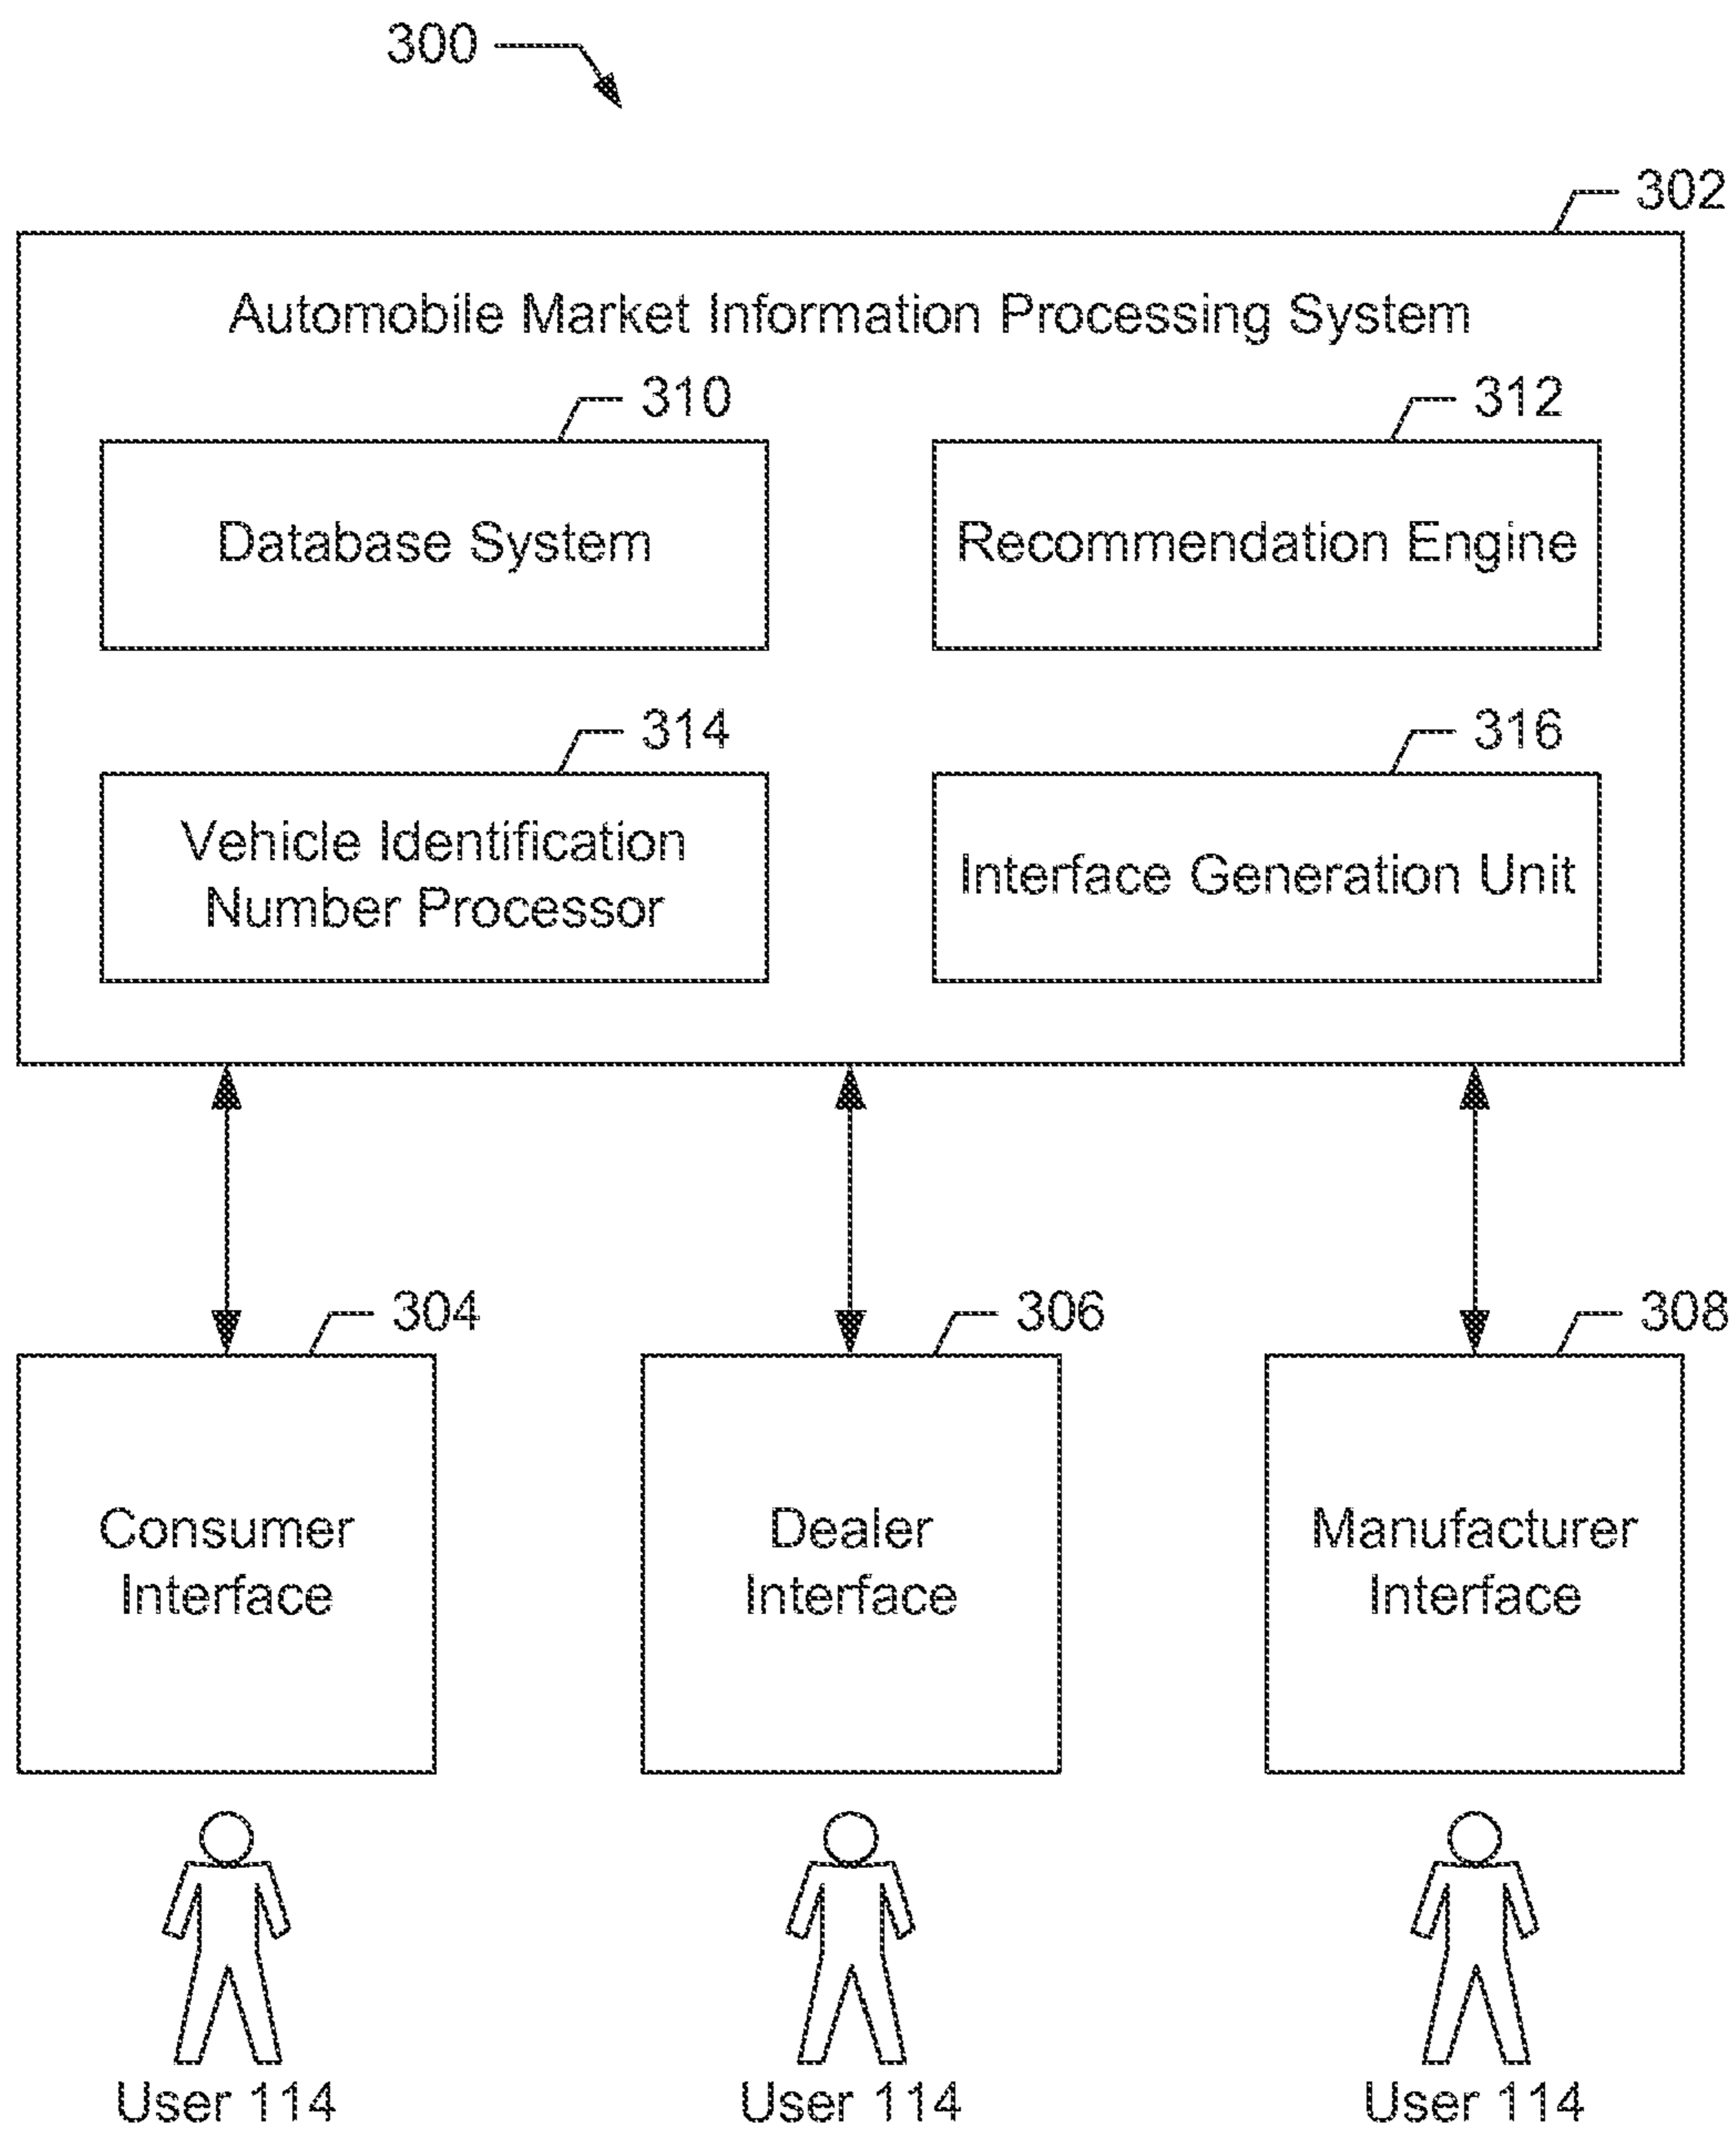 300
302
Automobile Market Information Processing System
310
312
Database System
Recommendation Engine
314
316
Vehicle Identification
Number Processor
Interface Generation Unit
304
306
308
Consumer
Interface
Dealer
Interface
Manufacturer
Interface
User 114
User 114
User 114